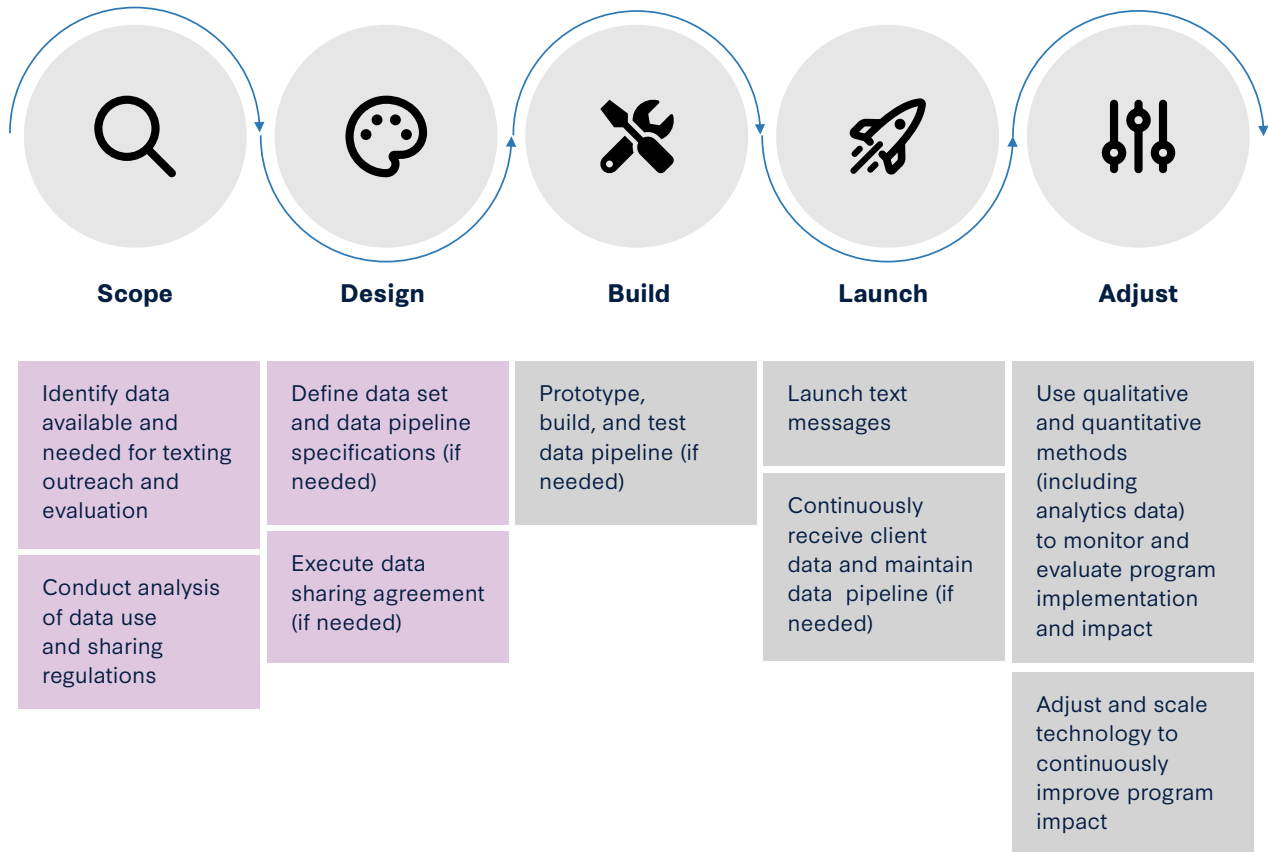 Scope
Design
Build
Launch
Adjust
Identify data
available and
needed for texting
outreach and
evaluation
Conduct analysis
of data use
and sharing
regulations
Define data set
and data pipeline
specifications (if
needed)
Execute data
sharing agreement
(if needed)
Prototype,
build, and test
data pipeline (if
needed)
Launch text
messages
Continuously
receive client
data and maintain
data  pipeline (if
needed)
Use qualitative
and quantitative
methods
(including
analytics data)
to monitor and
evaluate program
implementation
and impact
Adjust and scale
technology to
continuously
improve program
impact